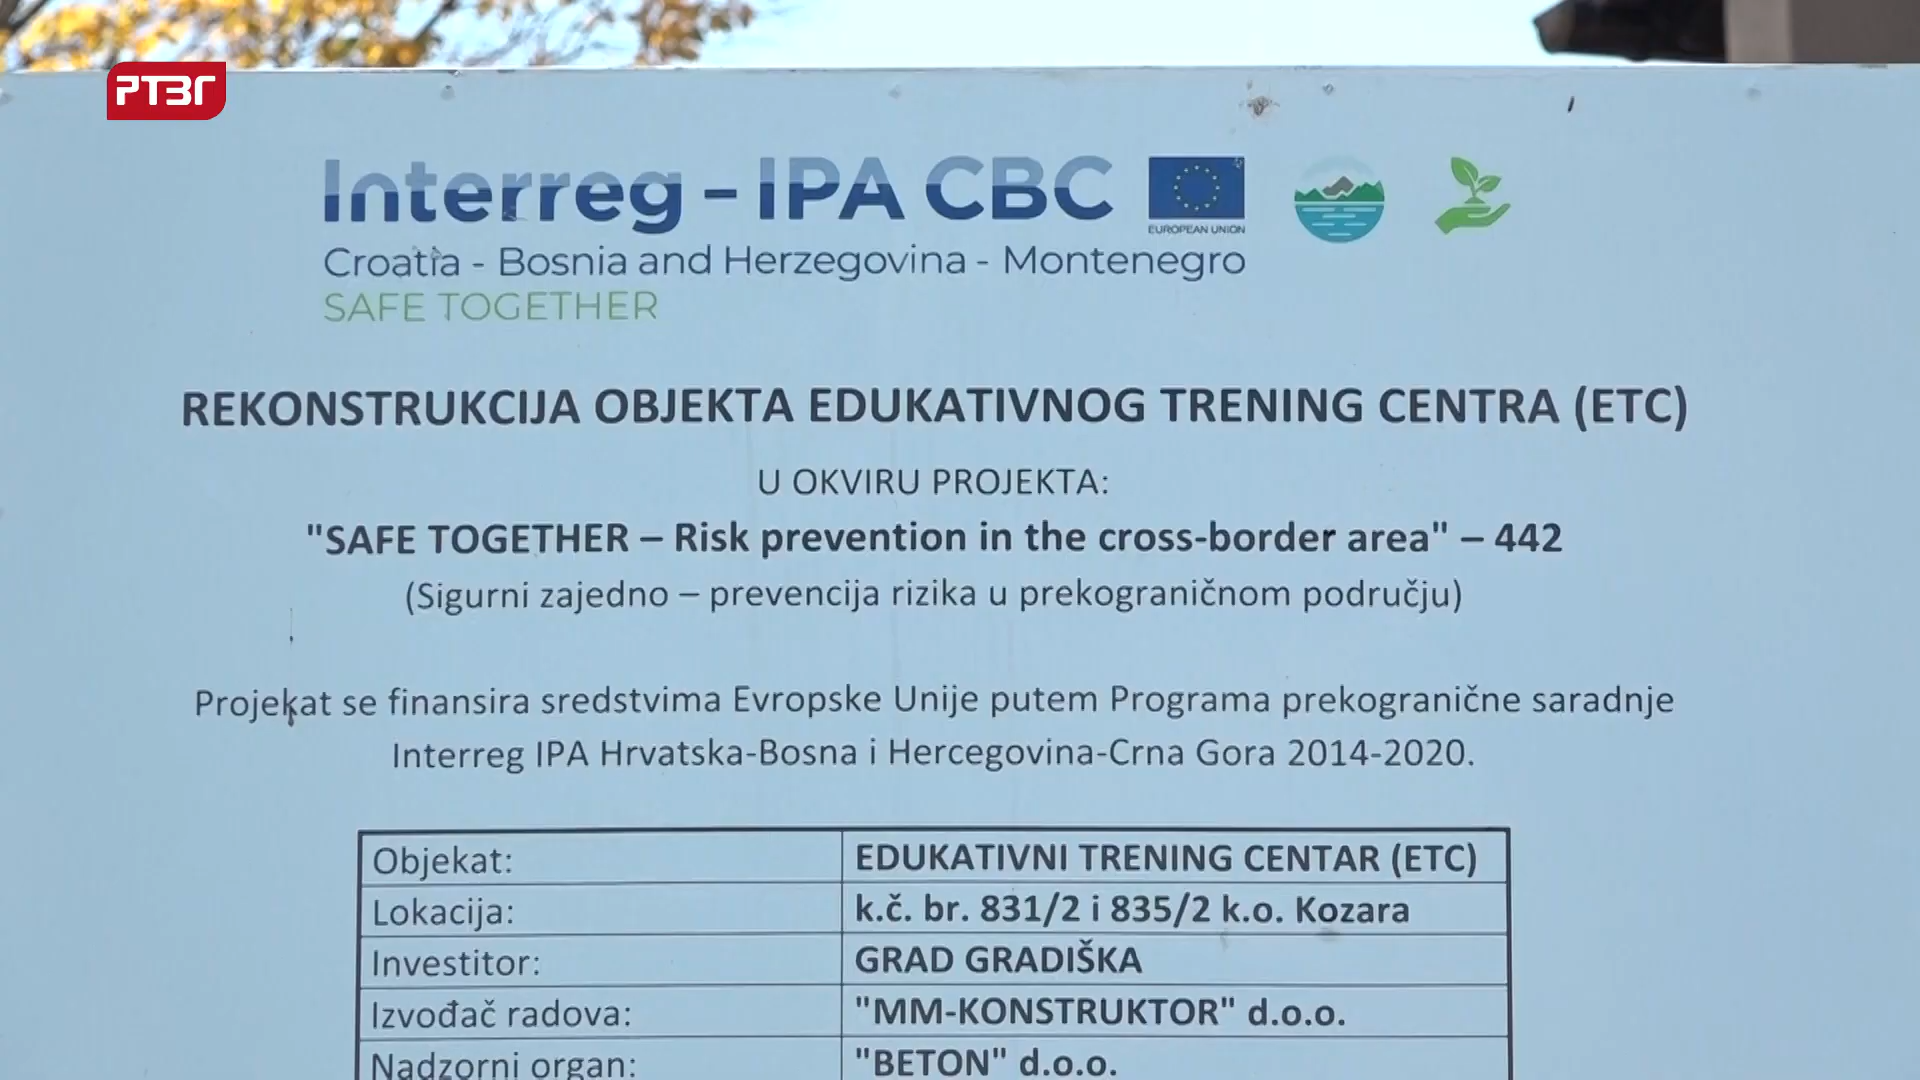 РТВГ
Interreg - IPA CBC
EUROPEAN UNION
Croatia - Bosnia and Herzegovina - Montenegro
SAFE TOGETHER
REKONSTRUKCIJA OBJEKTA EDUKATIVNOG TRENING CENTRA (ETC)
U OKVIRU PROJEKTA:
"SAFE TOGETHER – Risk prevention in the cross-border area" – 442
(Sigurni zajedno – prevencija rizika u prekograničnom području)
Projekat se finansira sredstvima Evropske Unije putem Programa prekogranične saradnje
Interreg IPA Hrvatska-Bosna i Hercegovina-Crna Gora 2014-2020.
Objekat: EDUKATIVNI TRENING CENTAR (ETC)
Lokacija: k.č. br. 831/2 i 835/2 k.o. Kozara
Investitor: GRAD GRADIŠKA
Izvođač radova: "MM-KONSTRUKTOR" d.o.o.
Nadzorni organ: "BETON" d.o.o.